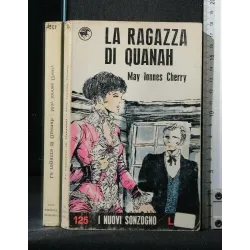 LA RAGAZZA
DI QUANAH
May Innes Cherry
125
I NUOVI SONZOGNO
L.